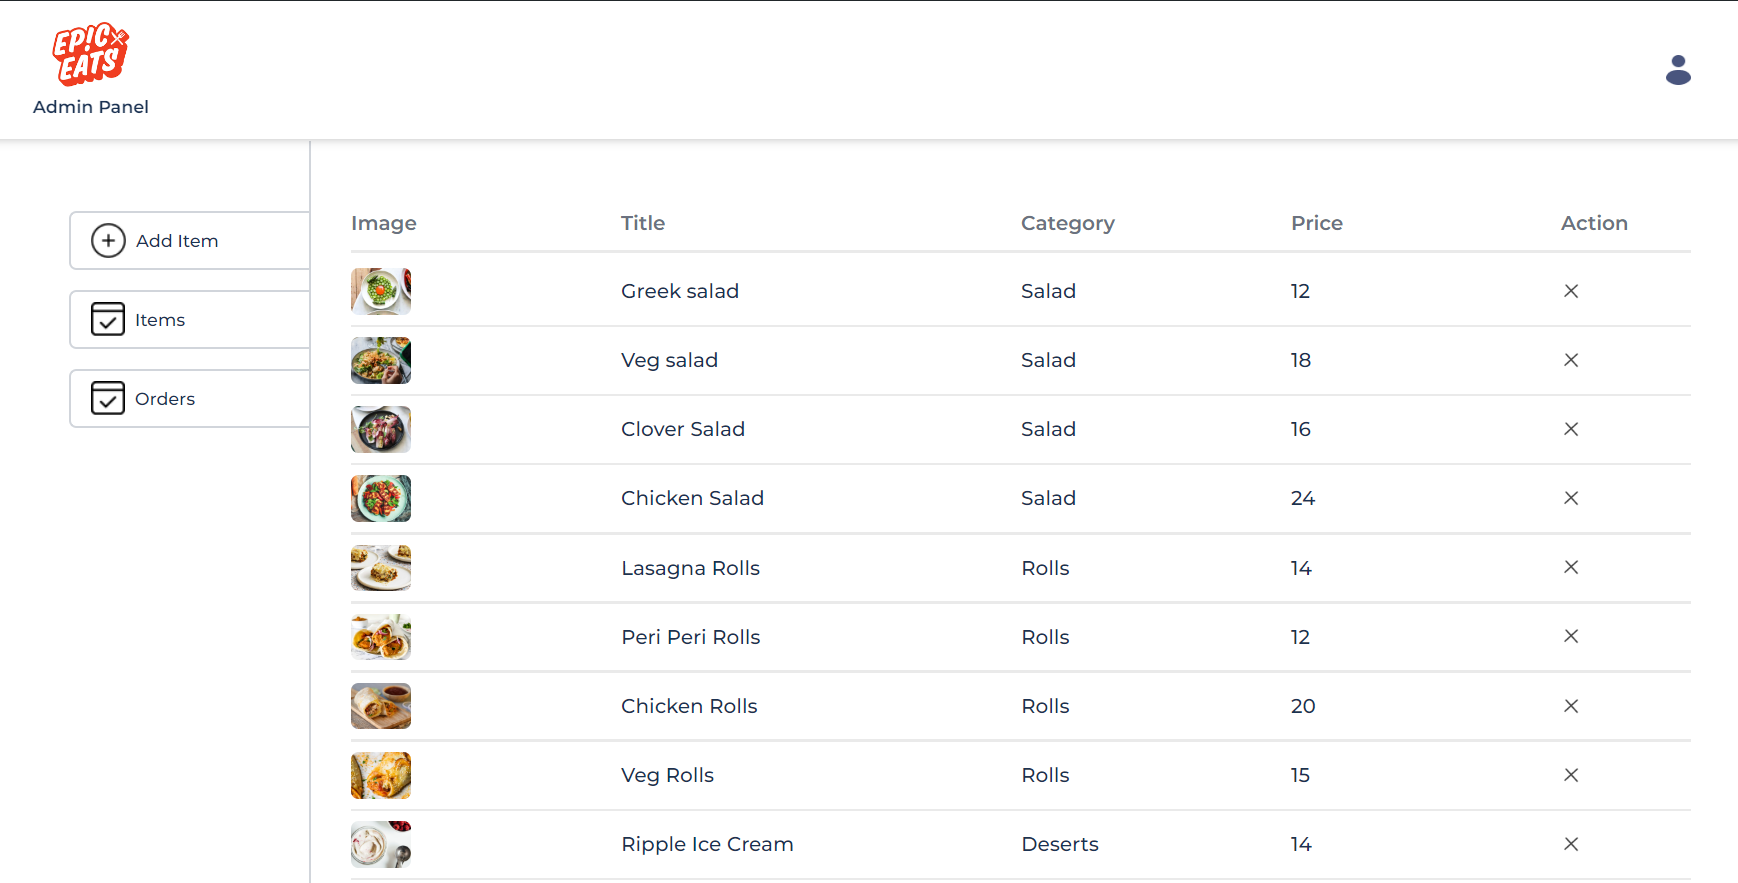 EP!C
EATS
Admin Panel
Add Item
Items
Orders
Image Title Category Price Action
Greek salad Salad 12
Veg salad Salad 18
Clover Salad Salad 16
Chicken Salad Salad 24
Lasagna Rolls Rolls 14
Peri Peri Rolls Rolls 12
Chicken Rolls Rolls 20
Veg Rolls Rolls 15
Ripple Ice Cream Deserts 14